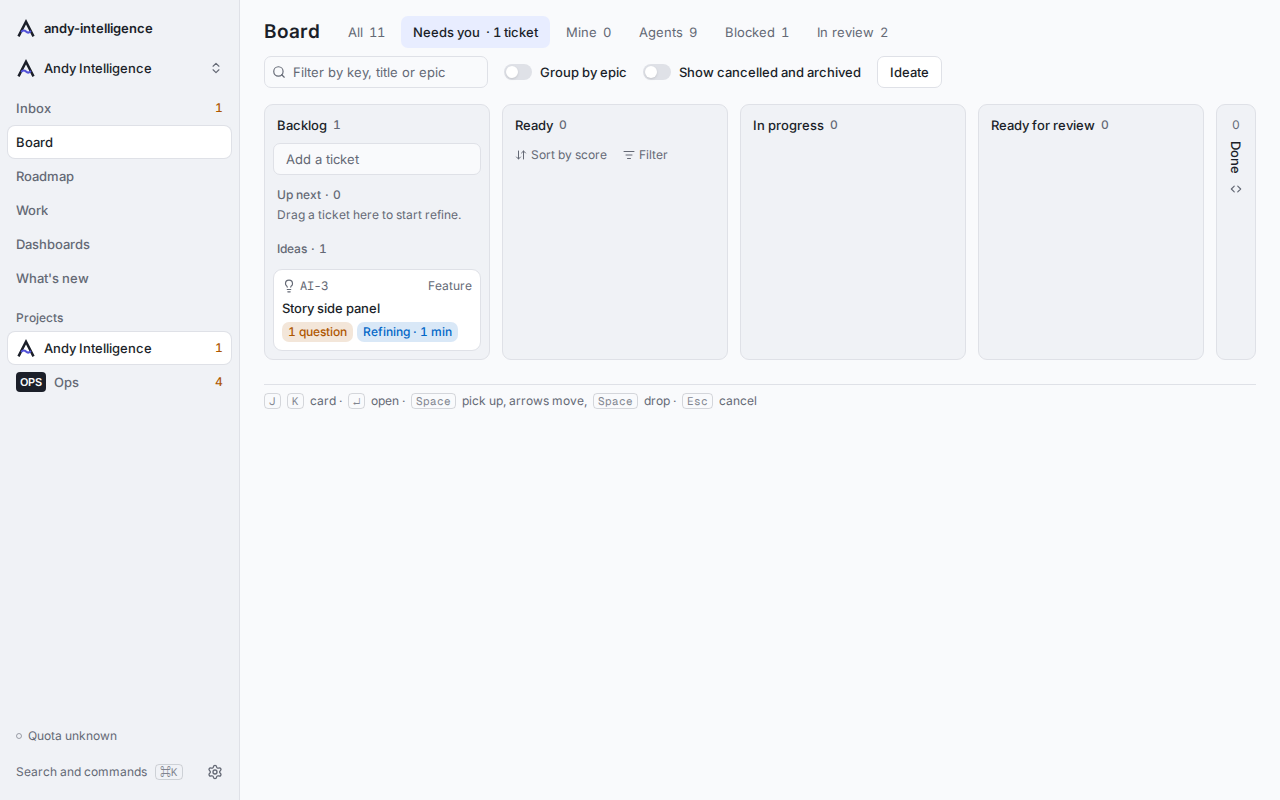 andy-intelligence
Andy Intelligence
Inbox 1
Board
Roadmap
Work
Dashboards
What's new
Projects
Andy Intelligence 1
OPS Ops 4
Quota unknown
Search and commands ⌘K
Board All 11 Needs you · 1 ticket Mine 0 Agents 9 Blocked 1 In review 2
Filter by key, title or epic Group by epic Show cancelled and archived Ideate
Backlog 1
Add a ticket
Up next · 0
Drag a ticket here to start refine.
Ideas · 1
AI-3 Feature
Story side panel
1 question Refining · 1 min
Ready 0
Sort by score Filter
In progress 0
Ready for review 0
0
Done
J K card · ↵ open · Space pick up, arrows move, Space drop · Esc cancel